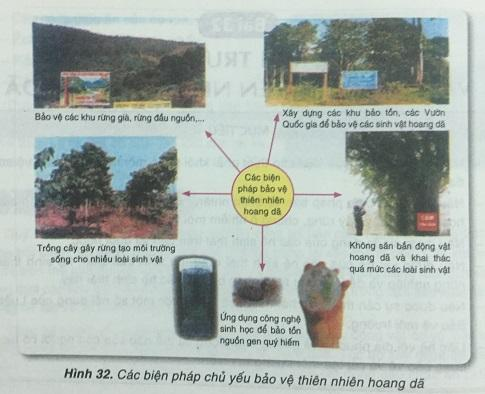 Bảo vệ các khu rừng già, rừng đầu nguồn,...
Xây dựng các khu bảo tồn, các Vườn
Quốc gia để bảo vệ các sinh vật hoang dã
Các biện
pháp bảo vệ
thiên nhiên
hoang dã
Trồng cây gây rừng tạo môi trường
sống cho nhiều loài sinh vật
Không săn bắn động vật
hoang dã và khai thác
quá mức các loài sinh vật
Ứng dụng công nghệ
sinh học để bảo tồn
nguồn gen quý hiếm
Hình 32. Các biện pháp chủ yếu bảo vệ thiên nhiên hoang dã